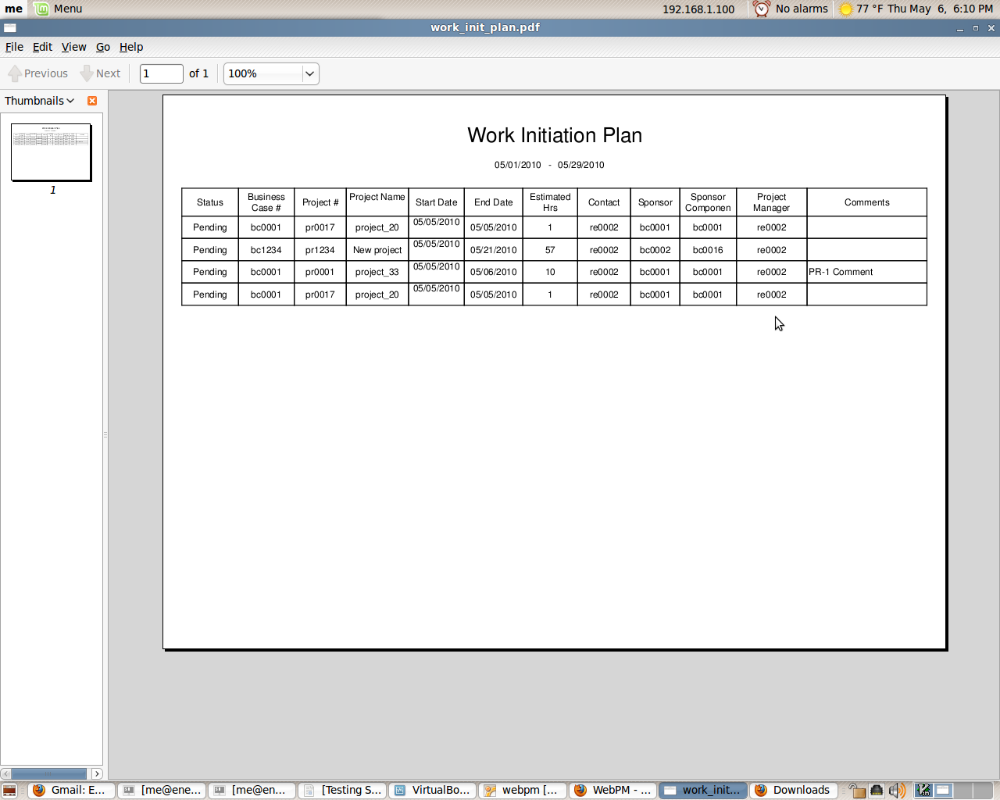 me Menu 192.168.1.100 No alarms 77 °F Thu May 6, 6:10 PM
work_init_plan.pdf
File Edit View Go Help
Previous Next 1 of 1 100%
Thumbnails
1
Work Initiation Plan
05/01/2010 - 05/29/2010
Status Business Case # Project # Project Name Start Date End Date Estimated Hrs Contact Sponsor Sponsor Componen Project Manager Comments
Pending bc0001 pr0017 project_20 05/05/2010 05/05/2010 1 re0002 bc0001 bc0001 re0002
Pending bc1234 pr1234 New project 05/05/2010 05/21/2010 57 re0002 bc0002 bc0016 re0002
Pending bc0001 pr0001 project_33 05/05/2010 05/06/2010 10 re0002 bc0001 bc0001 re0002 PR-1 Comment
Pending bc0001 pr0017 project_20 05/05/2010 05/05/2010 1 re0002 bc0001 bc0001 re0002
Gmail: E... [me@ene... [me@en... [Testing S... VirtualBo... webpm [... WebPM - ... work_init... Downloads